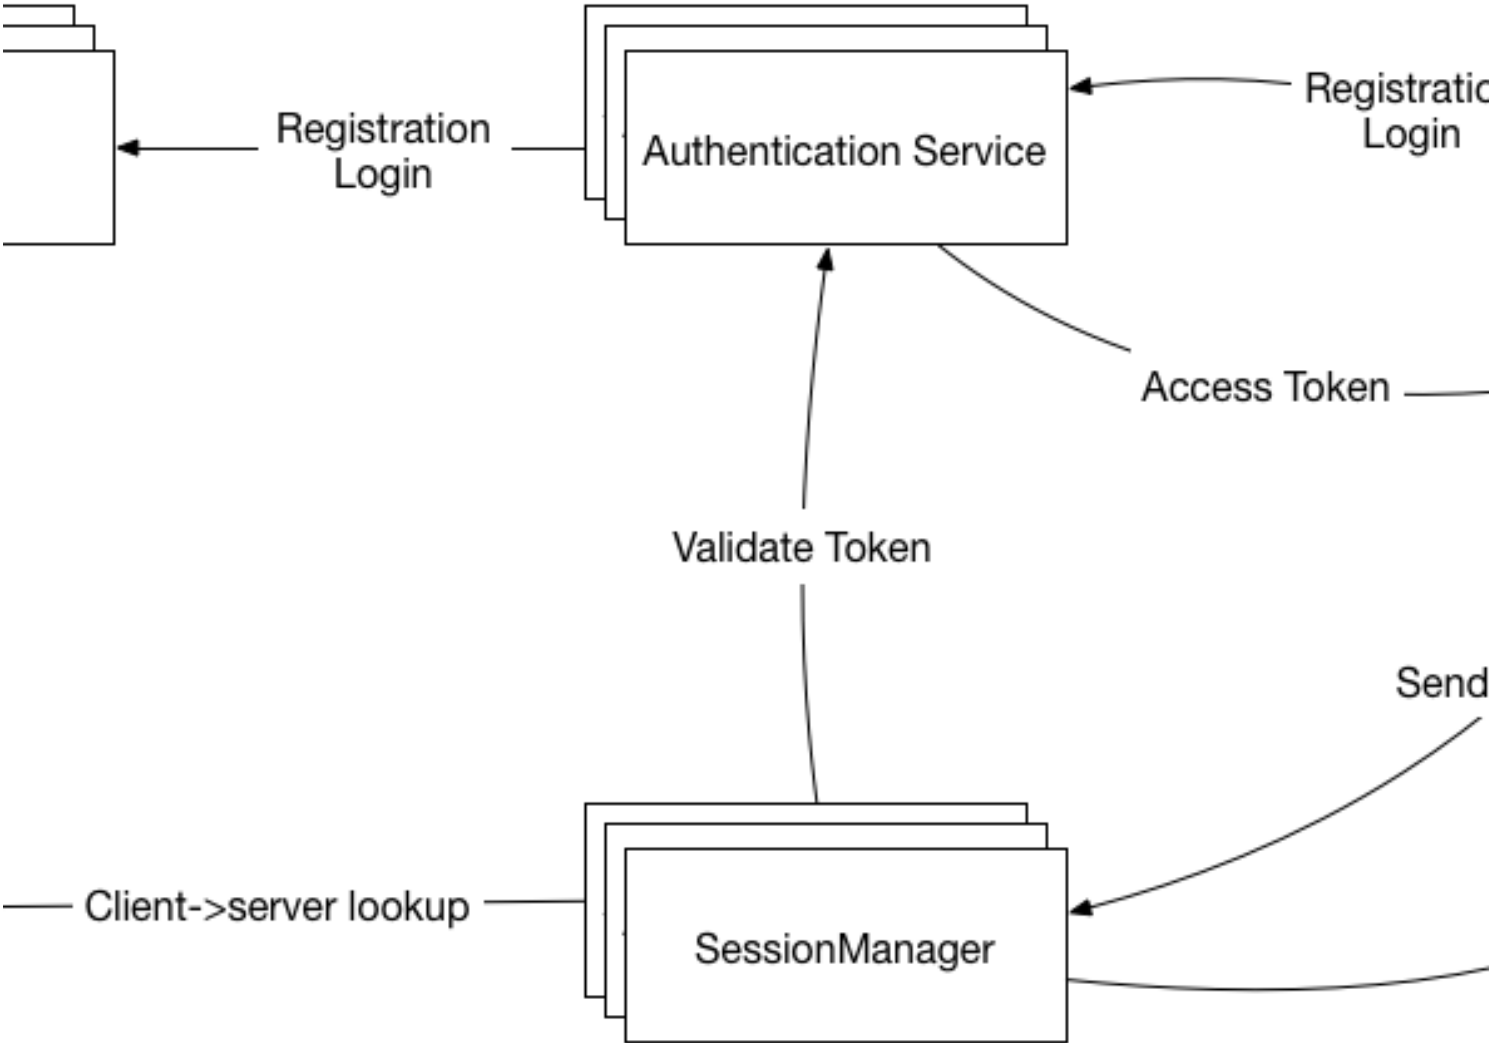 Registration
Login
Authentication Service
Login
Access Token
Validate Token
Send
Client->server lookup
SessionManager